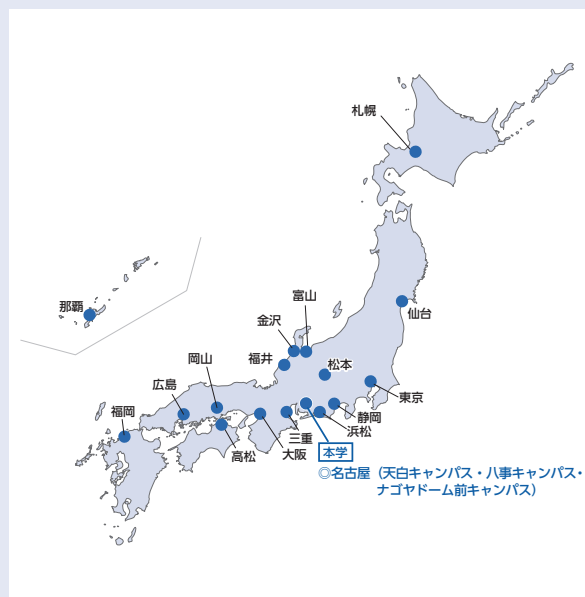 札幌
那覇
仙台
富山
金沢
岡山
福井
松本
広島
東京
福岡
静岡
三重
浜松
高松
大阪
本学
◎名古屋（天白キャンパス・八事キャンパス・
ナゴヤドーム前キャンパス）